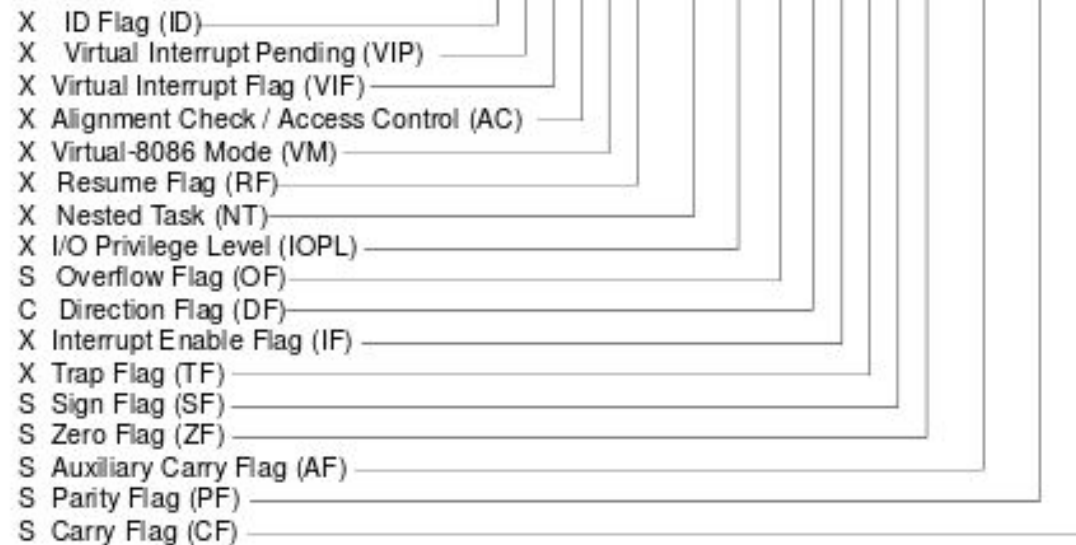 X ID Flag (ID)
X Virtual Interrupt Pending (VIP)
X Virtual Interrupt Flag (VIF)
X Alignment Check / Access Control (AC)
X Virtual-8086 Mode (VM)
X Resume Flag (RF)
X Nested Task (NT)
X I/O Privilege Level (IOPL)
S Overflow Flag (OF)
C Direction Flag (DF)
X Interrupt Enable Flag (IF)
X Trap Flag (TF)
S Sign Flag (SF)
S Zero Flag (ZF)
S Auxiliary Carry Flag (AF)
S Parity Flag (PF)
S Carry Flag (CF)